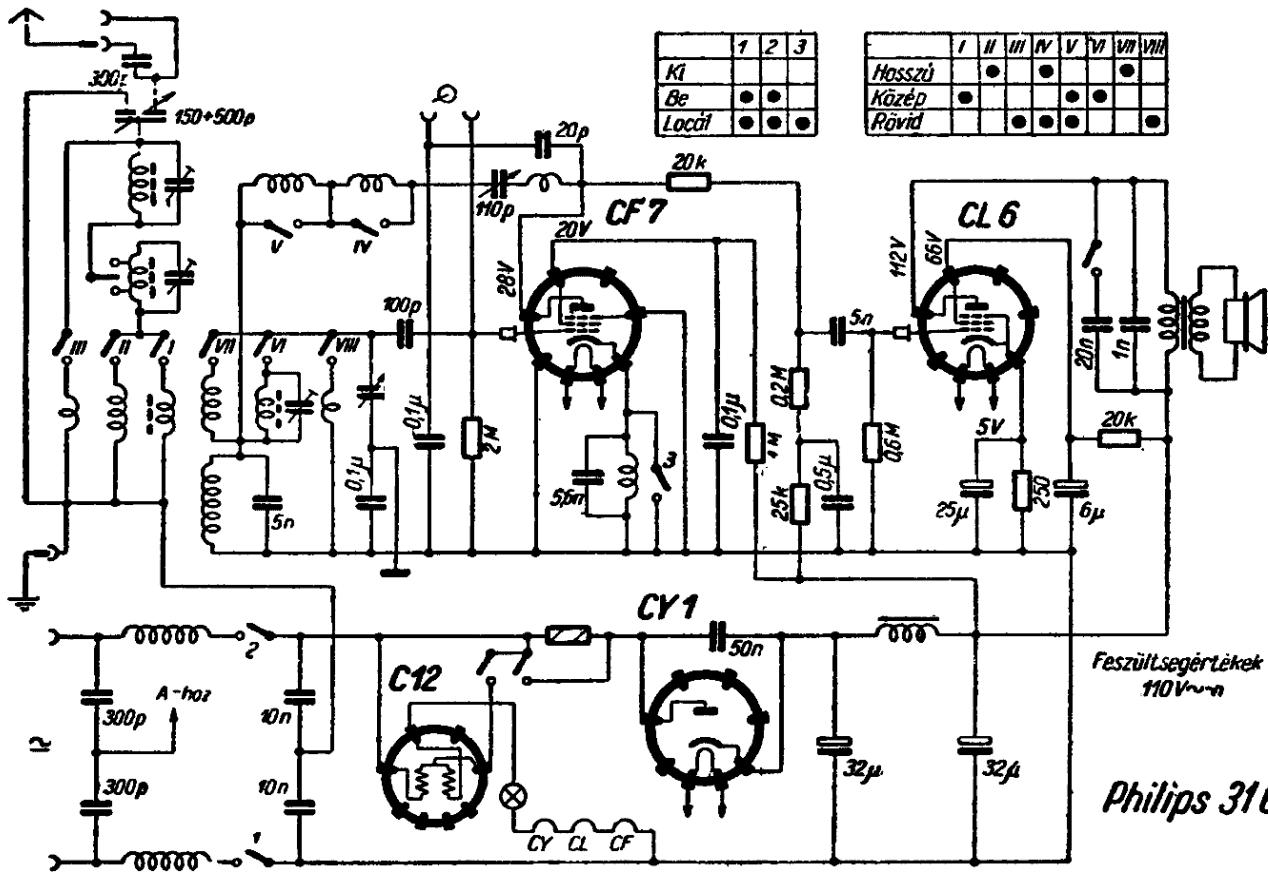 1 2 3
Ki
Be
Locál
I II III IV V VI VII VIII
Hosszú
Közép
Rövid
300p
150÷500p
20p
20k
V
IV
110p
CF7
20V
28V
CL6
112V
66V
100p
5n
20n
1n
III
II
I
VII
VI
VIII
0,1µ
2M
0,1µ
0,1µ
1M
0,2M
25k
0,5µ
0,6M
5V
20k
5n
5,6n
3
25µ
250
6µ
CY1
2
C12
50n
Feszültsegértékek
110V~n
A-hoz
300p
10n
300p
10n
32µ
32µ
1
CY CL CF